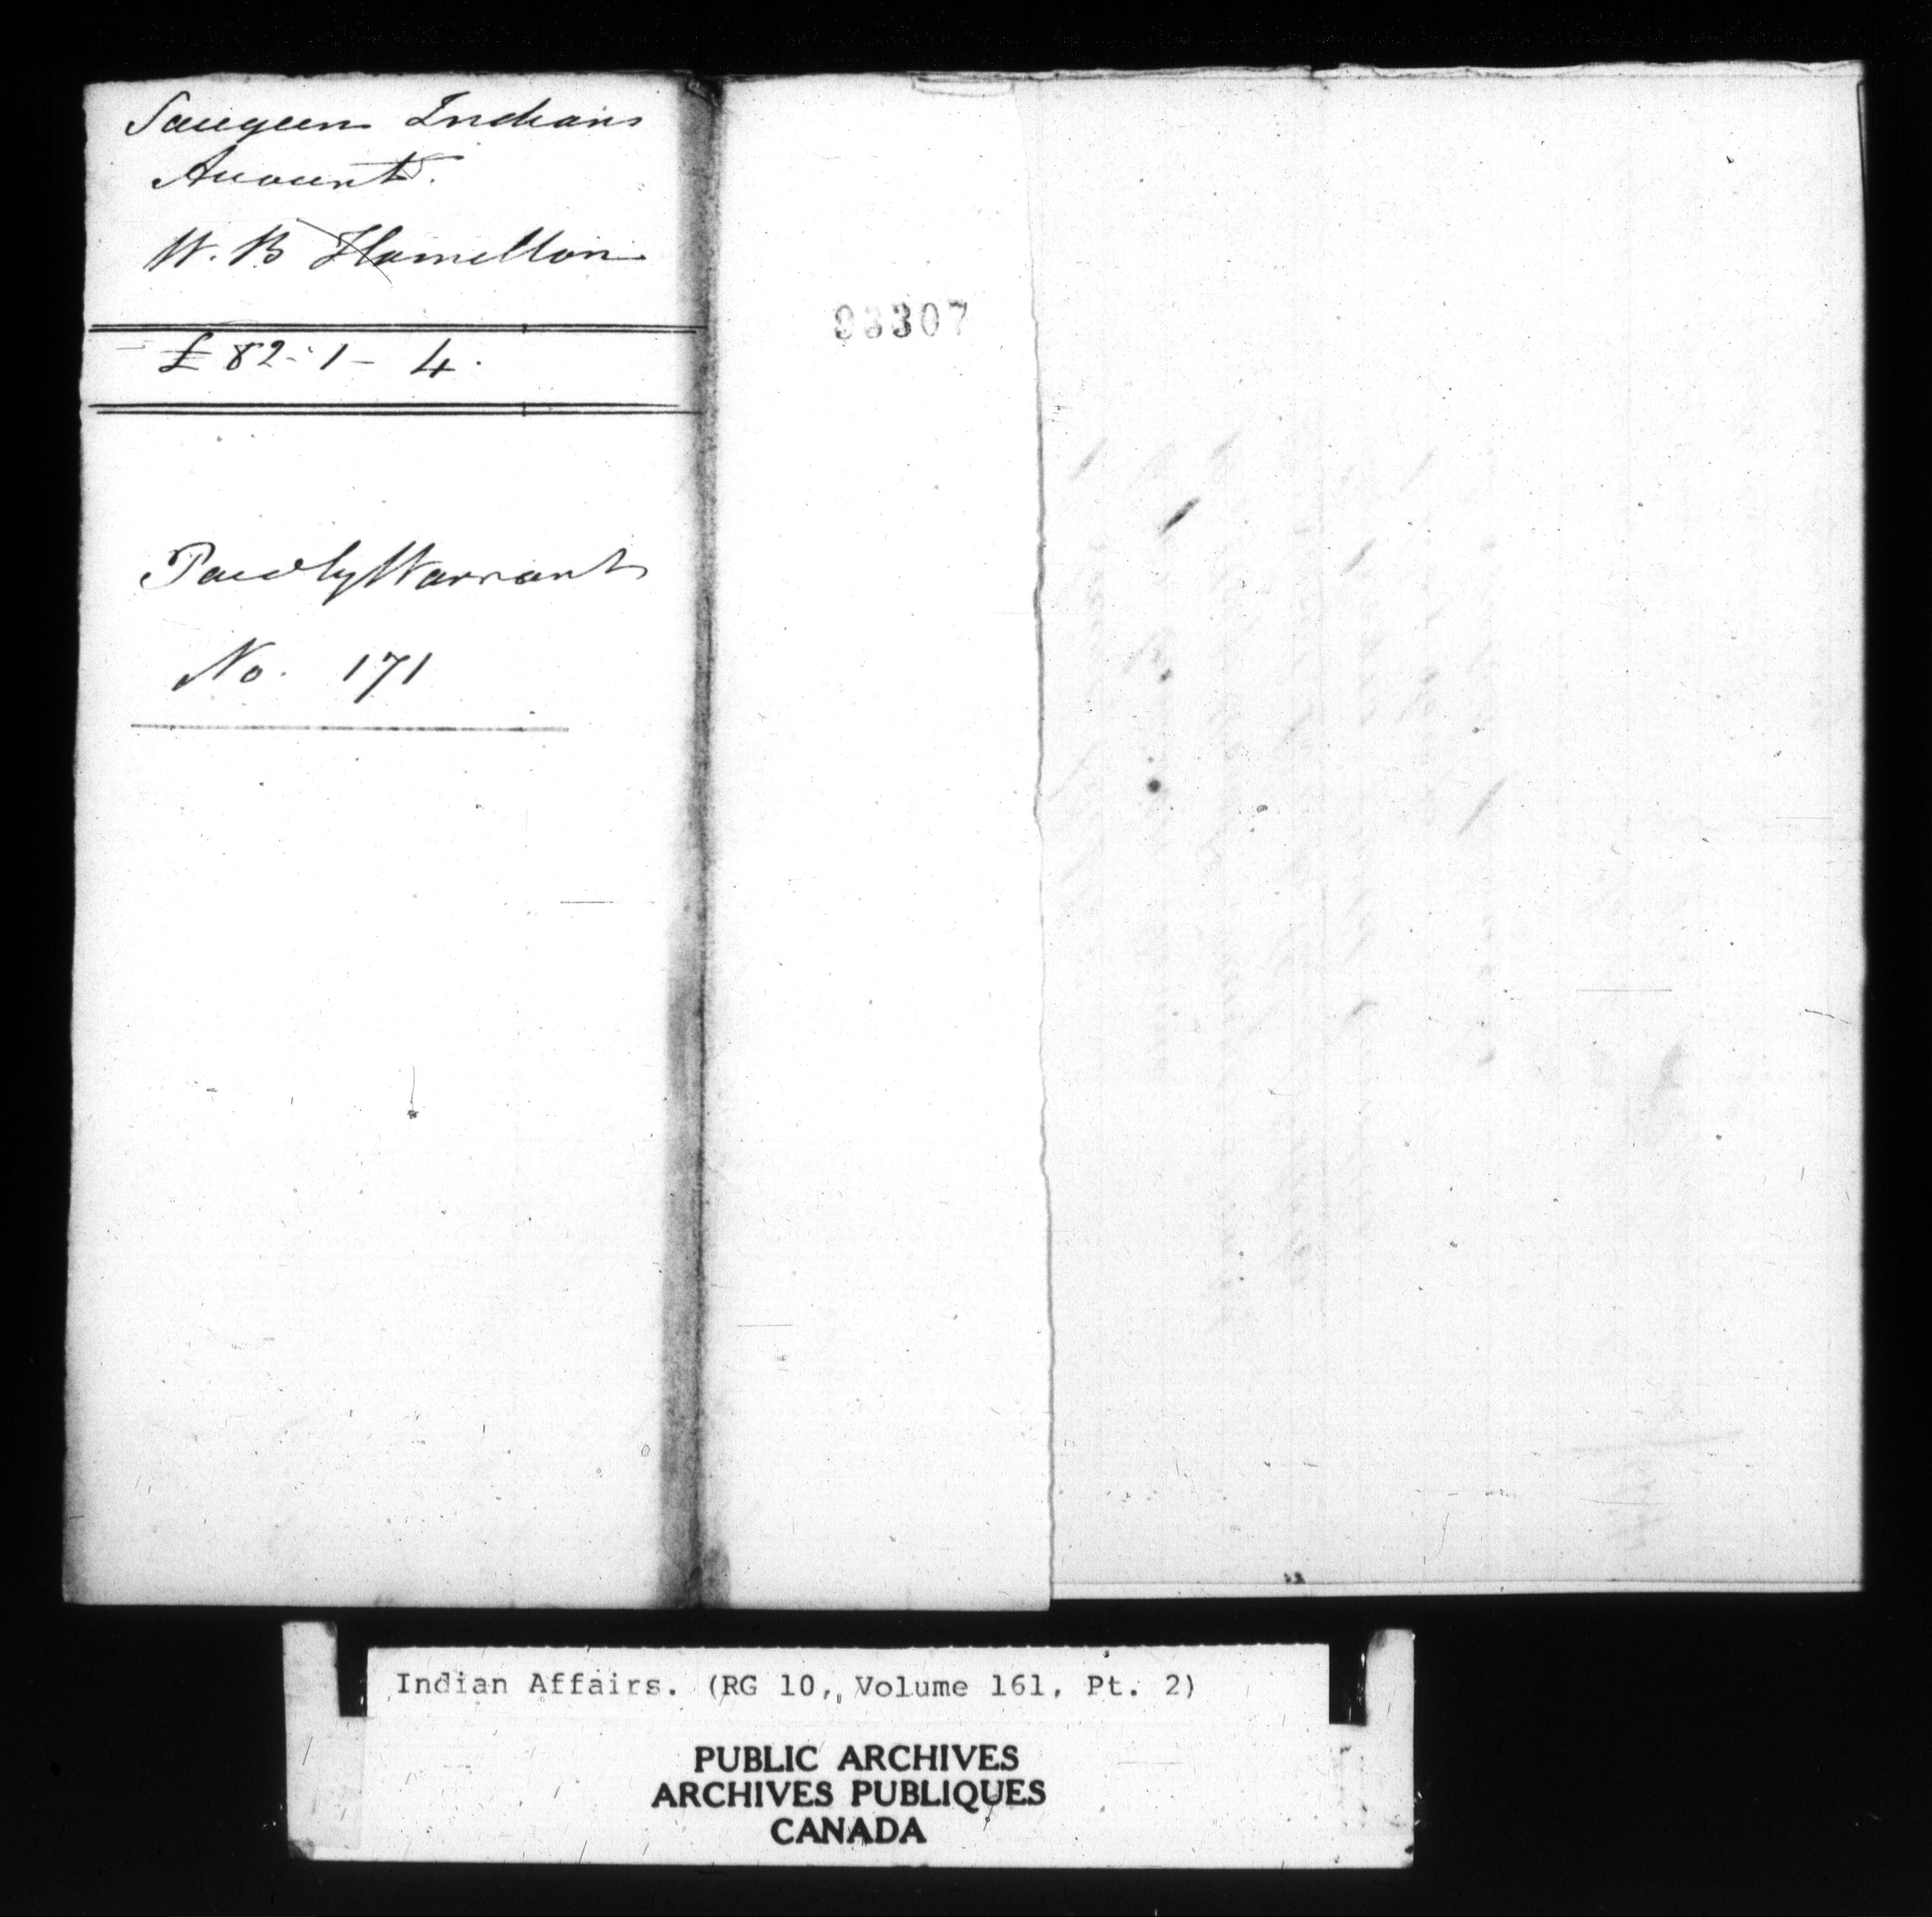 Saugeen Indians
Account.
W. B Hamilton
£ 82 - 1 - 4.
Paid by Warrant
No. 171
93307
Indian Affairs. (RG 10, Volume 161, Pt. 2)
PUBLIC ARCHIVES
ARCHIVES PUBLIQUES
CANADA